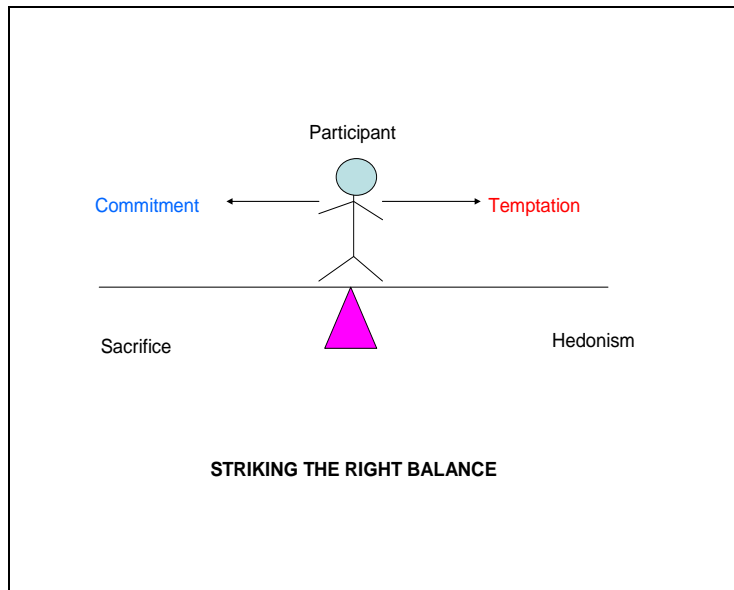 Participant
Commitment
Temptation
Sacrifice
Hedonism
STRIKING THE RIGHT BALANCE